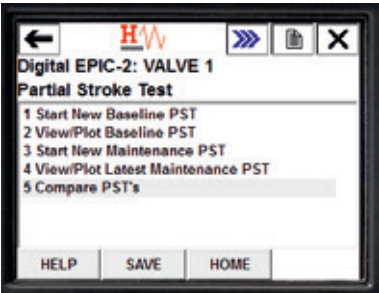 H
Digital EPIC-2: VALVE 1
Partial Stroke Test
1 Start New Baseline PST
2 View/Plot Baseline PST
3 Start New Maintenance PST
4 View/Plot Latest Maintenance PST
5 Compare PST's
HELP SAVE HOME